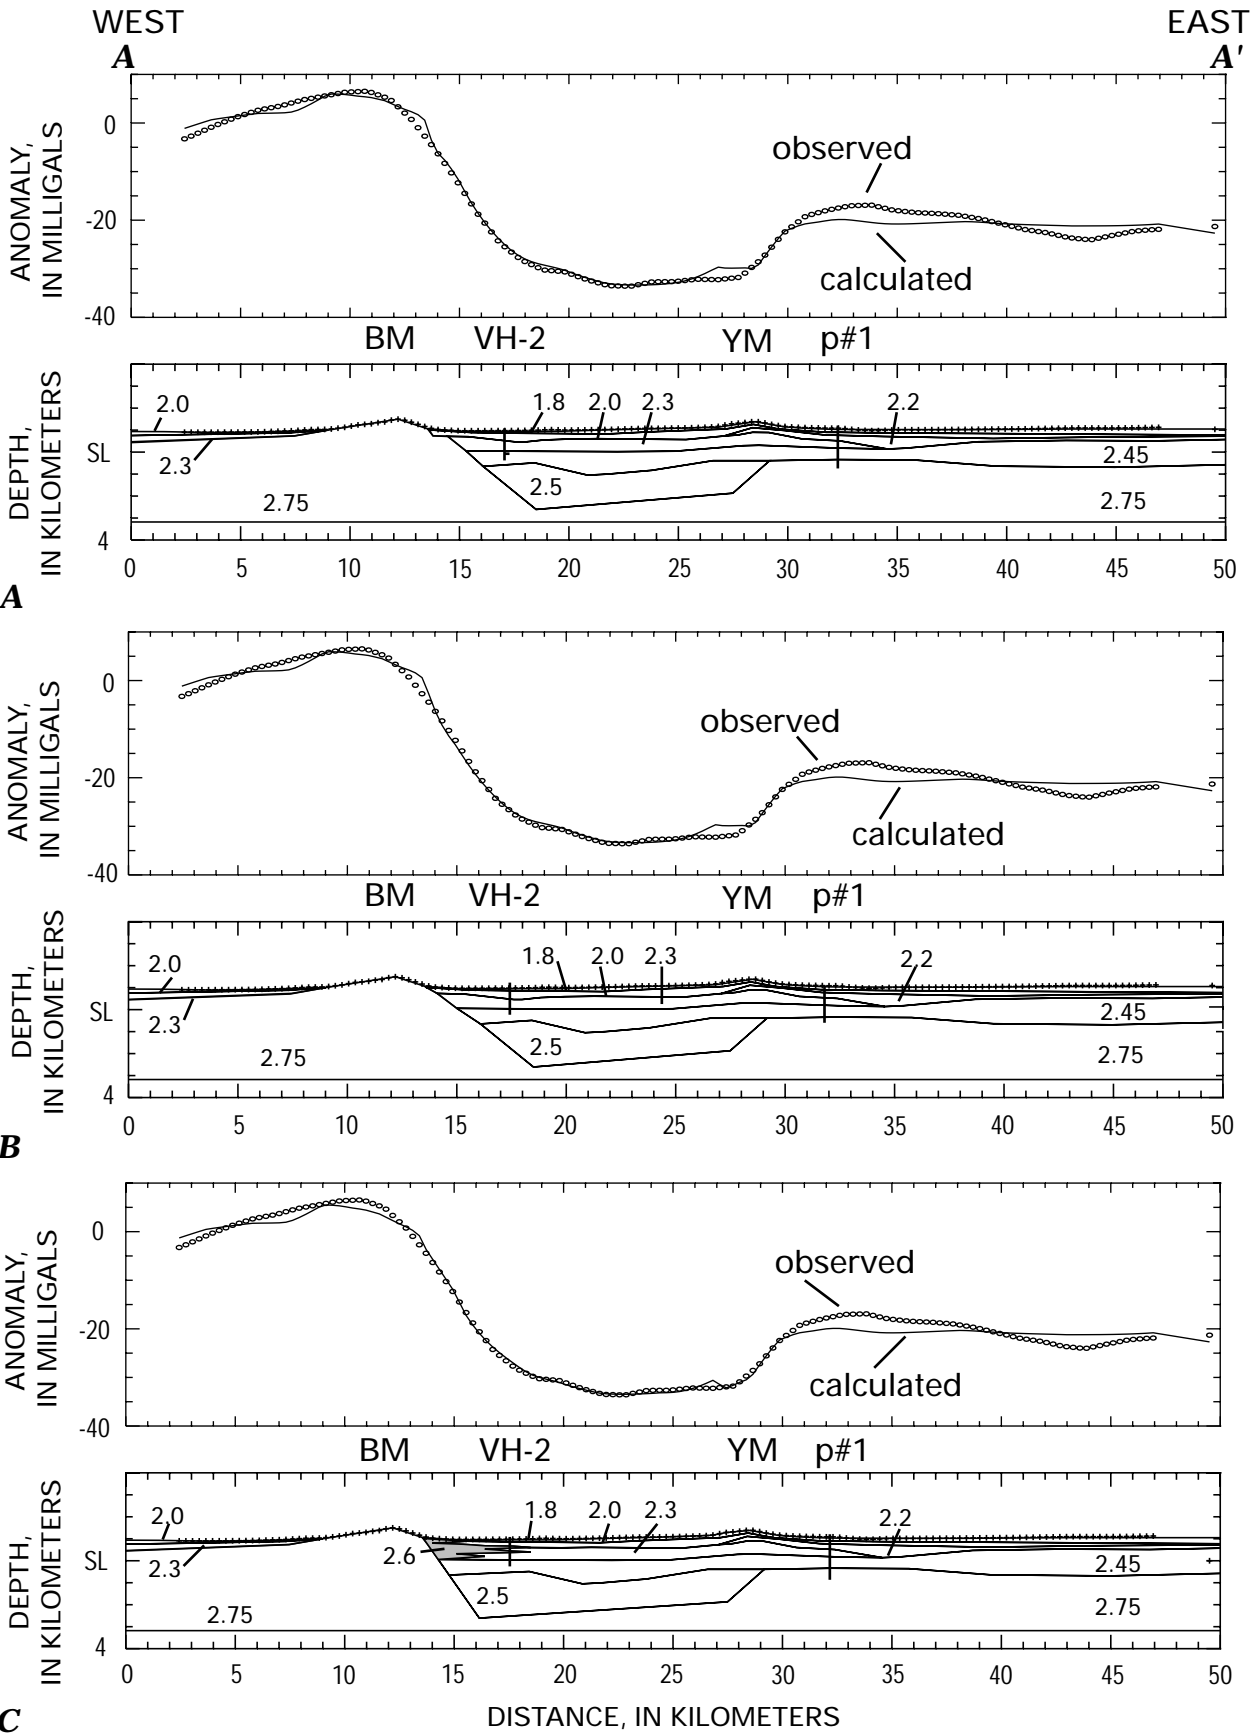 WEST EAST
A A'
0
-20
-40
ANOMALY,
IN MILLIGALS
observed
calculated
BM VH-2 YM p#1
DEPTH,
IN KILOMETERS
SL
4
2.0 1.8 2.0 2.3 2.2
2.3 2.45
2.75 2.5 2.75
0 5 10 15 20 25 30 35 40 45 50
A
0
-20
-40
ANOMALY,
IN MILLIGALS
observed
calculated
BM VH-2 YM p#1
DEPTH,
IN KILOMETERS
SL
4
2.0 1.8 2.0 2.3 2.2
2.3 2.45
2.75 2.5 2.75
0 5 10 15 20 25 30 35 40 45 50
B
0
-20
-40
ANOMALY,
IN MILLIGALS
observed
calculated
BM VH-2 YM p#1
DEPTH,
IN KILOMETERS
SL
4
2.0 1.8 2.0 2.3 2.2
2.3 2.6 2.45
2.75 2.5 2.75
0 5 10 15 20 25 30 35 40 45 50
C
DISTANCE, IN KILOMETERS